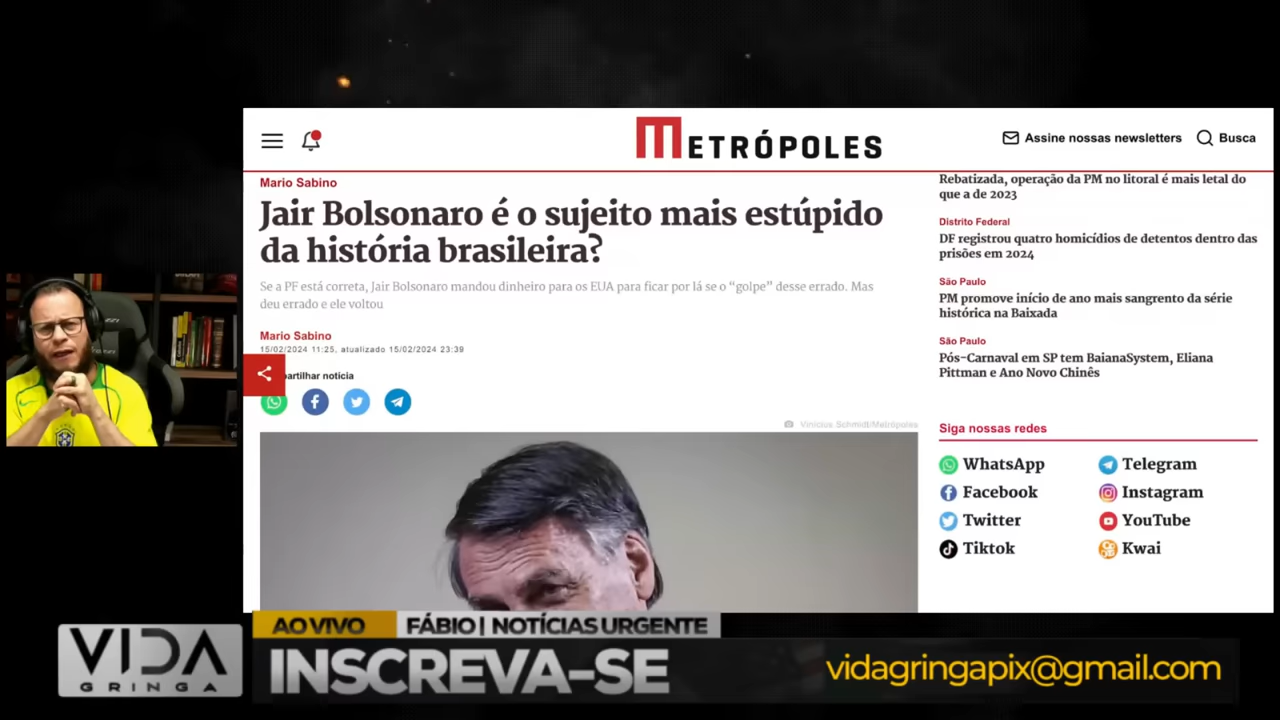 METRÓPOLES
Assine nossas newsletters
Busca
Mario Sabino
Jair Bolsonaro é o sujeito mais estúpido
da história brasileira?
Se a PF está correta, Jair Bolsonaro mandou dinheiro para os EUA para ficar por lá se o “golpe” desse errado. Mas
deu errado e ele voltou
Mario Sabino
15/02/2024 11:25, atualizado 15/02/2024 23:39
partilhar notícia
Vinícius Schmidt/Metrópoles
Rebatizada, operação da PM no litoral é mais letal do
que a de 2023
Distrito Federal
DF registrou quatro homicídios de detentos dentro das
prisões em 2024
São Paulo
PM promove início de ano mais sangrento da série
histórica na Baixada
São Paulo
Pós-Carnaval em SP tem BaianaSystem, Eliana
Pittman e Ano Novo Chinês
Siga nossas redes
WhatsApp
Telegram
Facebook
Instagram
Twitter
YouTube
Tiktok
Kwai
AO VIVO
FÁBIO | NOTÍCIAS URGENTE
VIDA
GRINGA
INSCREVA-SE
vidagringapix@gmail.com